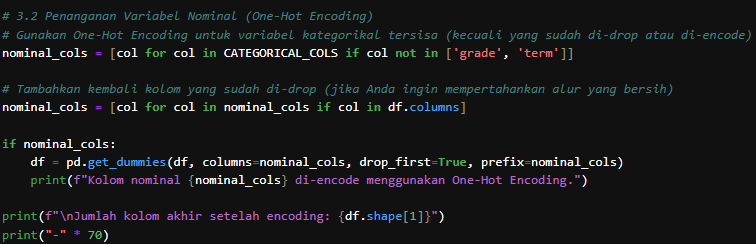 # 3.2 Penanganan Variabel Nominal (One-Hot Encoding)
# Gunakan One-Hot Encoding untuk variabel kategorikal tersisa (kecuali yang sudah di-drop atau di-encode)
nominal_cols = [col for col in CATEGORICAL_COLS if col not in ['grade', 'term']]

# Tambahkan kembali kolom yang sudah di-drop (jika Anda ingin mempertahankan alur yang bersih)
nominal_cols = [col for col in nominal_cols if col in df.columns]

if nominal_cols:
    df = pd.get_dummies(df, columns=nominal_cols, drop_first=True, prefix=nominal_cols)
    print(f"Kolom nominal {nominal_cols} di-encode menggunakan One-Hot Encoding.")

print(f"\nJumlah kolom akhir setelah encoding: {df.shape[1]}")
print("-" * 70)